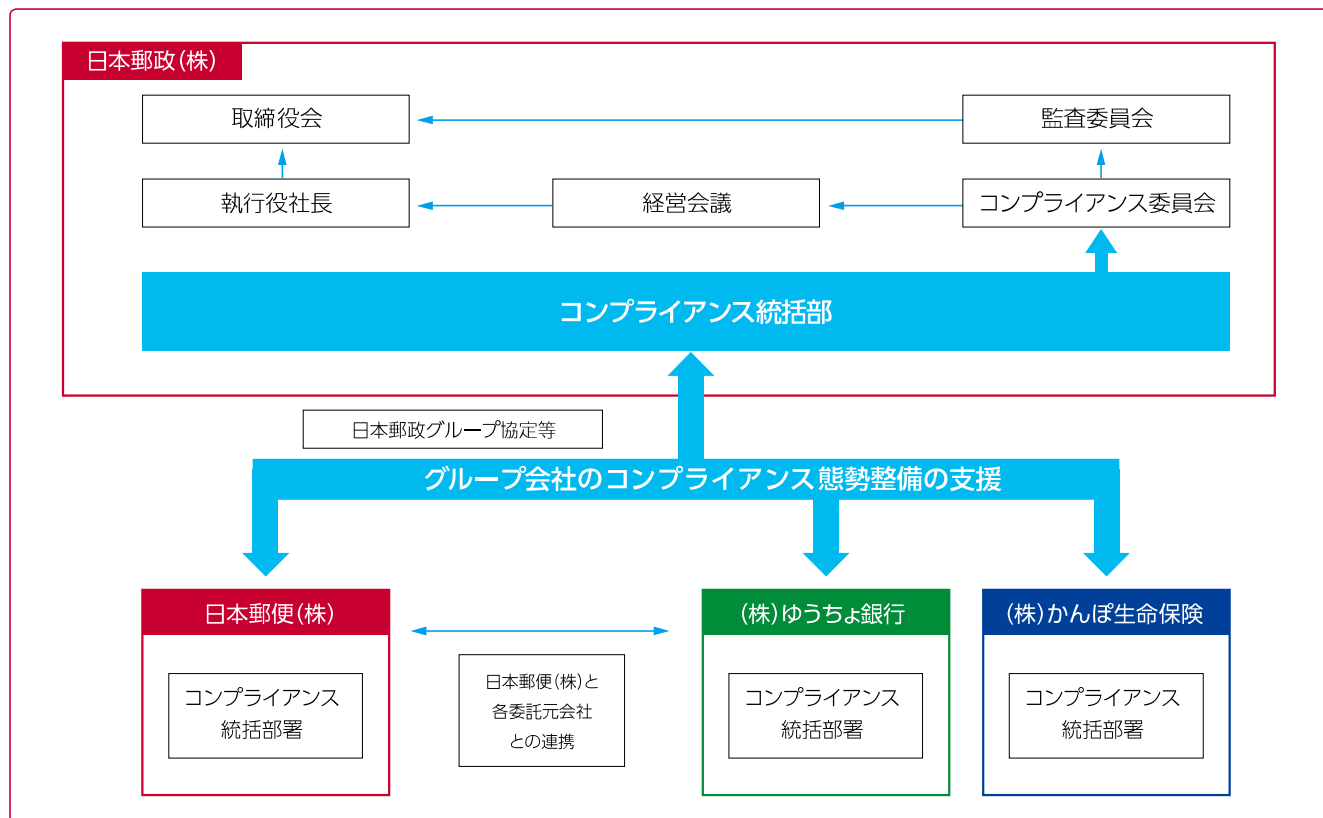 日本郵政(株)
取締役会
監査委員会
執行役社長
経営会議
コンプライアンス委員会
コンプライアンス統括部
日本郵政グループ協定等
グループ会社のコンプライアンス態勢整備の支援
日本郵便(株)
(株)ゆうちょ銀行
(株)かんぽ生命保険
コンプライアンス
統括部署
日本郵便(株)と
各委託元会社
との連携
コンプライアンス
統括部署
コンプライアンス
統括部署